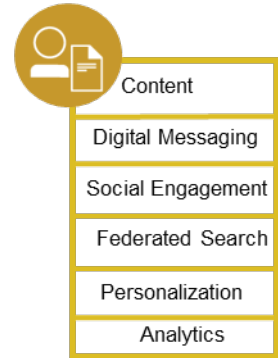 Content
Digital Messaging
Social Engagement
Federated Search
Personalization
Analytics